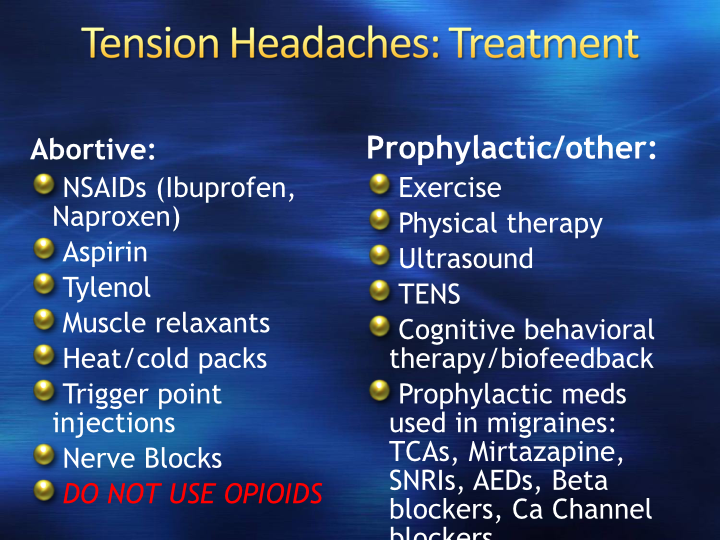 Tension Headaches: Treatment
Abortive:
NSAIDs (Ibuprofen,
Naproxen)
Aspirin
Tylenol
Muscle relaxants
Heat/cold packs
Trigger point
injections
Nerve Blocks
DO NOT USE OPIOIDS
Prophylactic/other:
Exercise
Physical therapy
Ultrasound
TENS
Cognitive behavioral
therapy/biofeedback
Prophylactic meds
used in migraines:
TCAs, Mirtazapine,
SNRIs, AEDs, Beta
blockers, Ca Channel
blockers